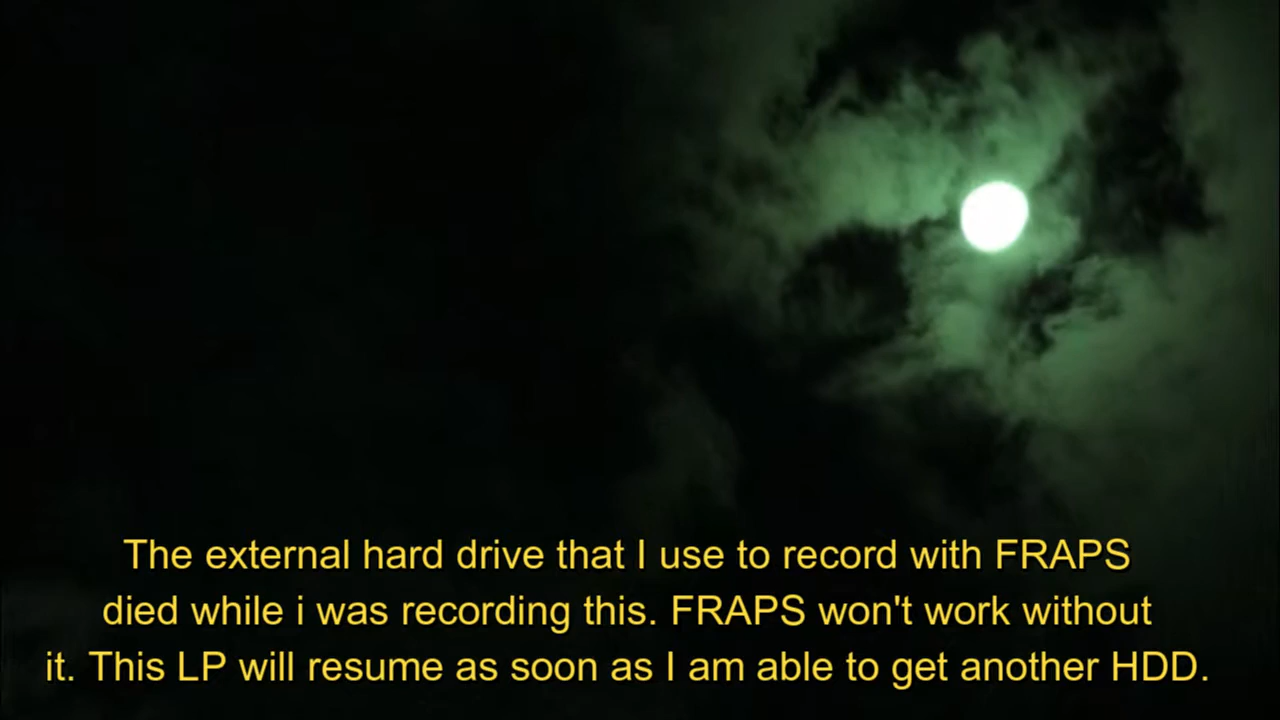 The external hard drive that I use to record with FRAPS
died while i was recording this. FRAPS won't work without
it. This LP will resume as soon as I am able to get another HDD.